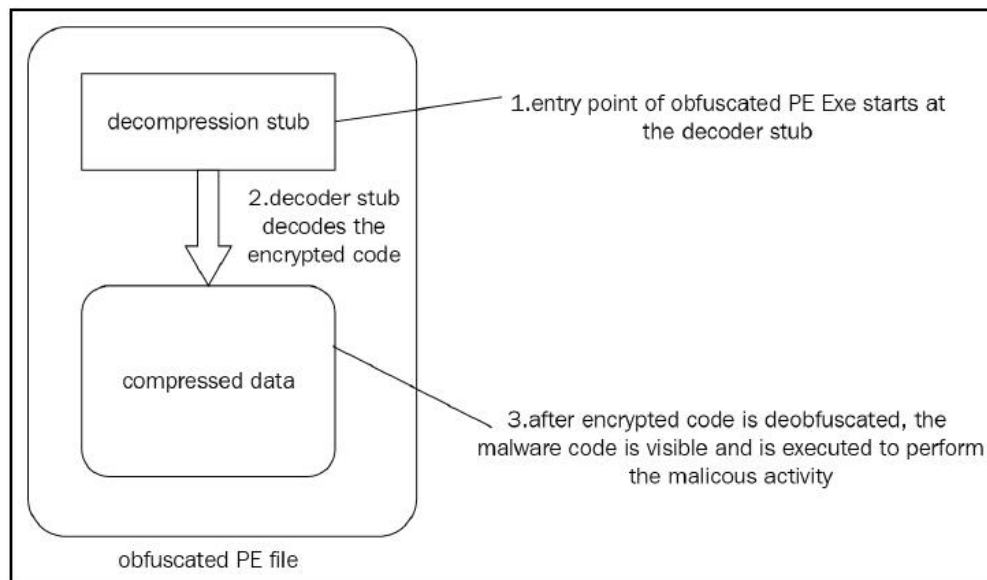 decompression stub
1.entry point of obfuscated PE Exe starts at
the decoder stub
2.decoder stub
decodes the
encrypted code
compressed data
3.after encrypted code is deobfuscated, the
malware code is visible and is executed to perform
the malicous activity
obfuscated PE file